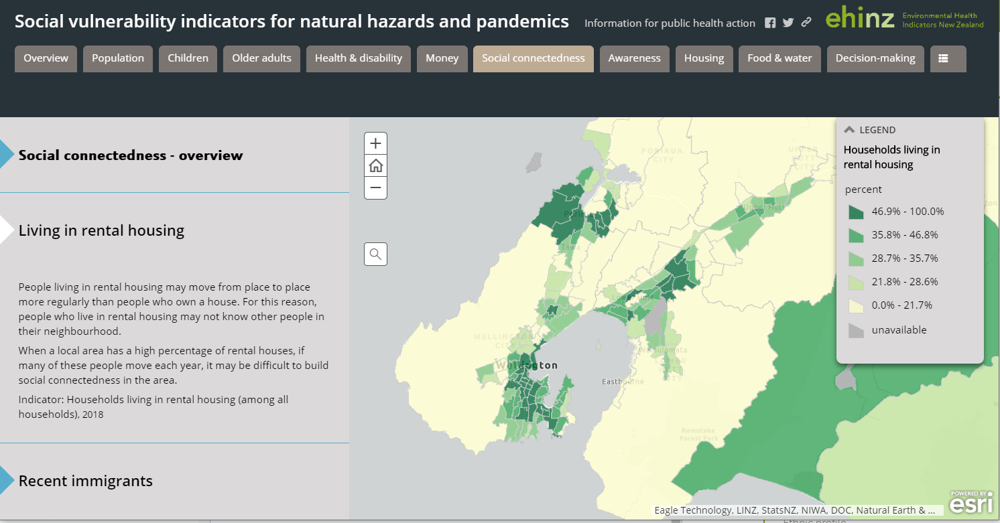 Social vulnerability indicators for natural hazards and pandemics
Information for public health action
ehinz
Environmental Health
Indicators New Zealand
Overview
Population
Children
Older adults
Health & disability
Money
Social connectedness
Awareness
Housing
Food & water
Decision-making
Social connectedness - overview
Living in rental housing
People living in rental housing may move from place to place
more regularly than people who own a house. For this reason,
people who live in rental housing may not know other people in
their neighbourhood.
When a local area has a high percentage of rental houses, if
many of these people move each year, it may be difficult to build
social connectedness in the area.
Indicator: Households living in rental housing (among all
households), 2018
Recent immigrants
+
−
PORIRUA
CITY
UPPER
HUTT
CITY
Upper Hutt
Tawa
Lower Hutt
WELLINGTON
CITY
Wellington
Wainuiomata
LOWER
HUTT
CITY
Eastbourne
Remutaka
Forest Park
LEGEND
Households living in
rental housing
percent
46.9% - 100.0%
35.8% - 46.8%
28.7% - 35.7%
21.8% - 28.6%
0.0% - 21.7%
unavailable
Eagle Technology, LINZ, StatsNZ, NIWA, DOC, Natural Earth & ...
POWERED BY
esri